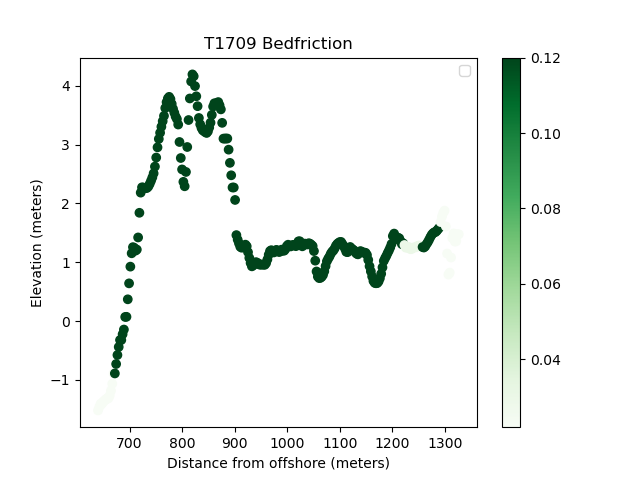 T1709 Bedfriction
Elevation (meters)
4
3
2
1
0
−1
700 800 900 1000 1100 1200 1300
Distance from offshore (meters)
0.12
0.10
0.08
0.06
0.04